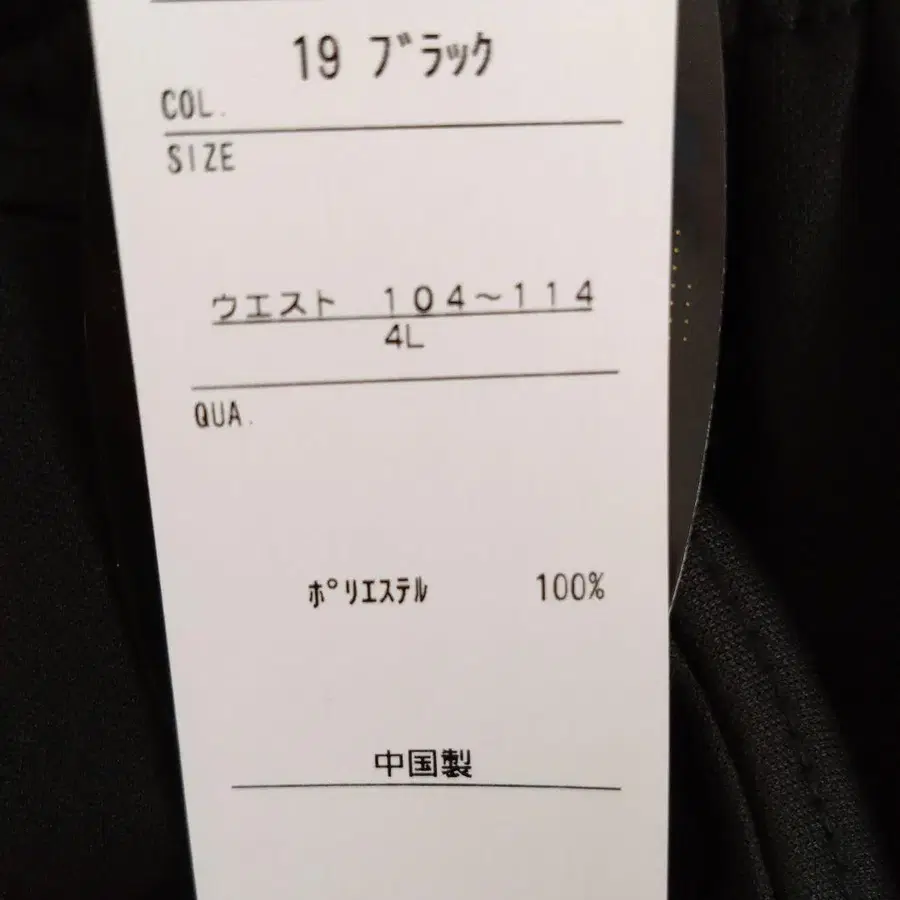 19 ﾌﾞﾗｯｸ
COL.
SIZE
ウエスト 104〜114
4L
QUA.
ﾎﾟﾘｴｽﾃﾙ 100%
中国製